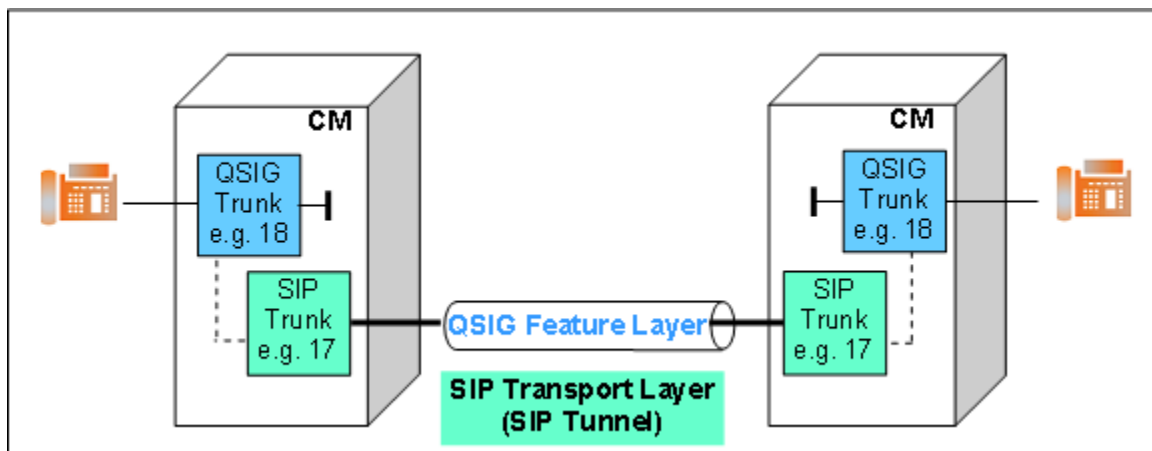 CM
QSIG
Trunk
e.g. 18
SIP
Trunk
e.g. 17
QSIG Feature Layer
SIP Transport Layer
(SIP Tunnel)
CM
QSIG
Trunk
e.g. 18
SIP
Trunk
e.g. 17